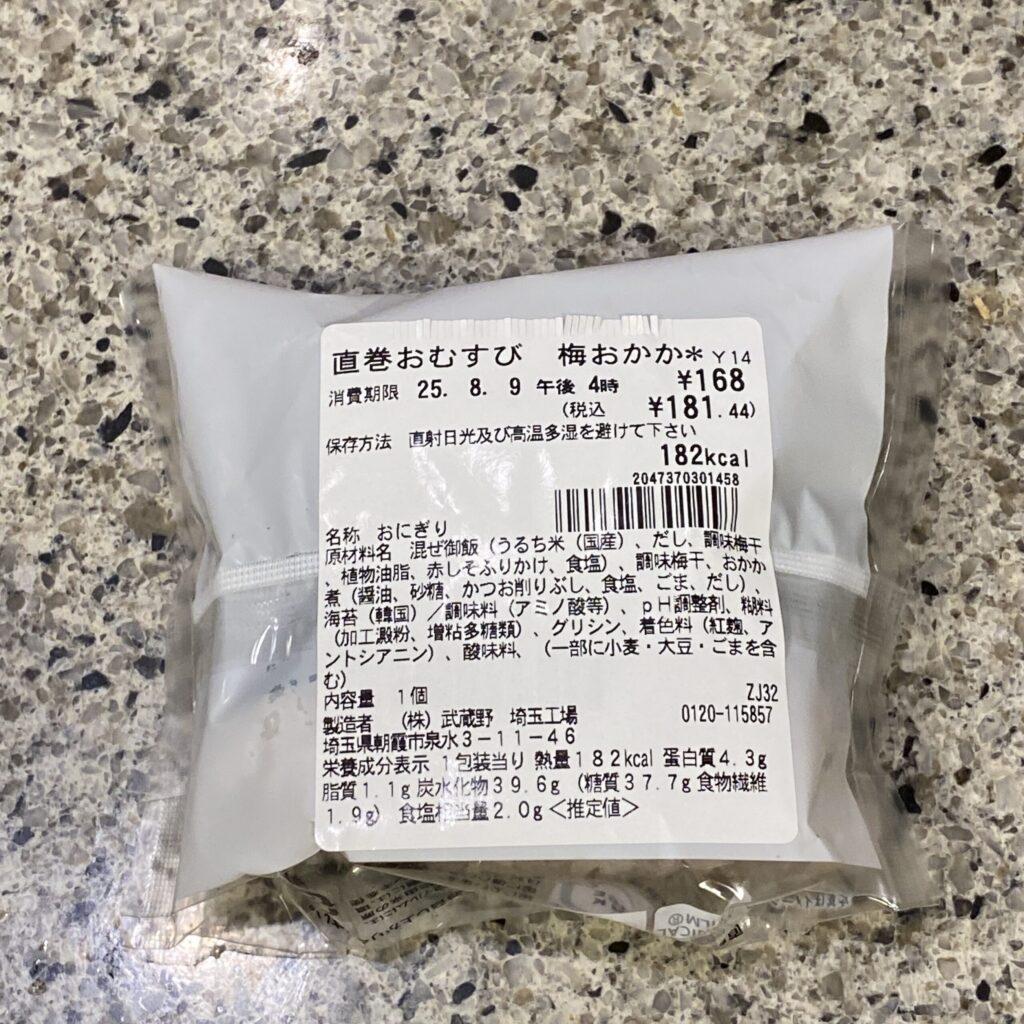 直巻おむすび　梅おかか* Y14
消費期限 25. 8. 9 午後 4時 ¥168
(税込 ¥181.44)
保存方法 直射日光及び高温多湿を避けて下さい
182kcal
2047370301458
名称 おにぎり
原材料名 混ぜ御飯（うるち米（国産）、だし、調味梅干
、植物油脂、赤しそふりかけ、食塩）、調味梅干、おかか
煮（醤油、砂糖、かつお削りぶし、食塩、ごま、だし）、
海苔（韓国）／調味料（アミノ酸等）、ｐＨ調整剤、糊料
（加工澱粉、増粘多糖類）、グリシン、着色料（紅麹、ア
ントシアニン）、酸味料、（一部に小麦・大豆・ごまを含
む）
内容量 １個 ZJ32
製造者 （株）武蔵野 埼玉工場 0120-115857
埼玉県朝霞市泉水３－１１－４６
栄養成分表示 １包装当り 熱量１８２kcal 蛋白質４.３g
脂質１.１g 炭水化物３９.６g （糖質３７.７g 食物繊維
１.９g） 食塩相当量２.０g＜推定値＞